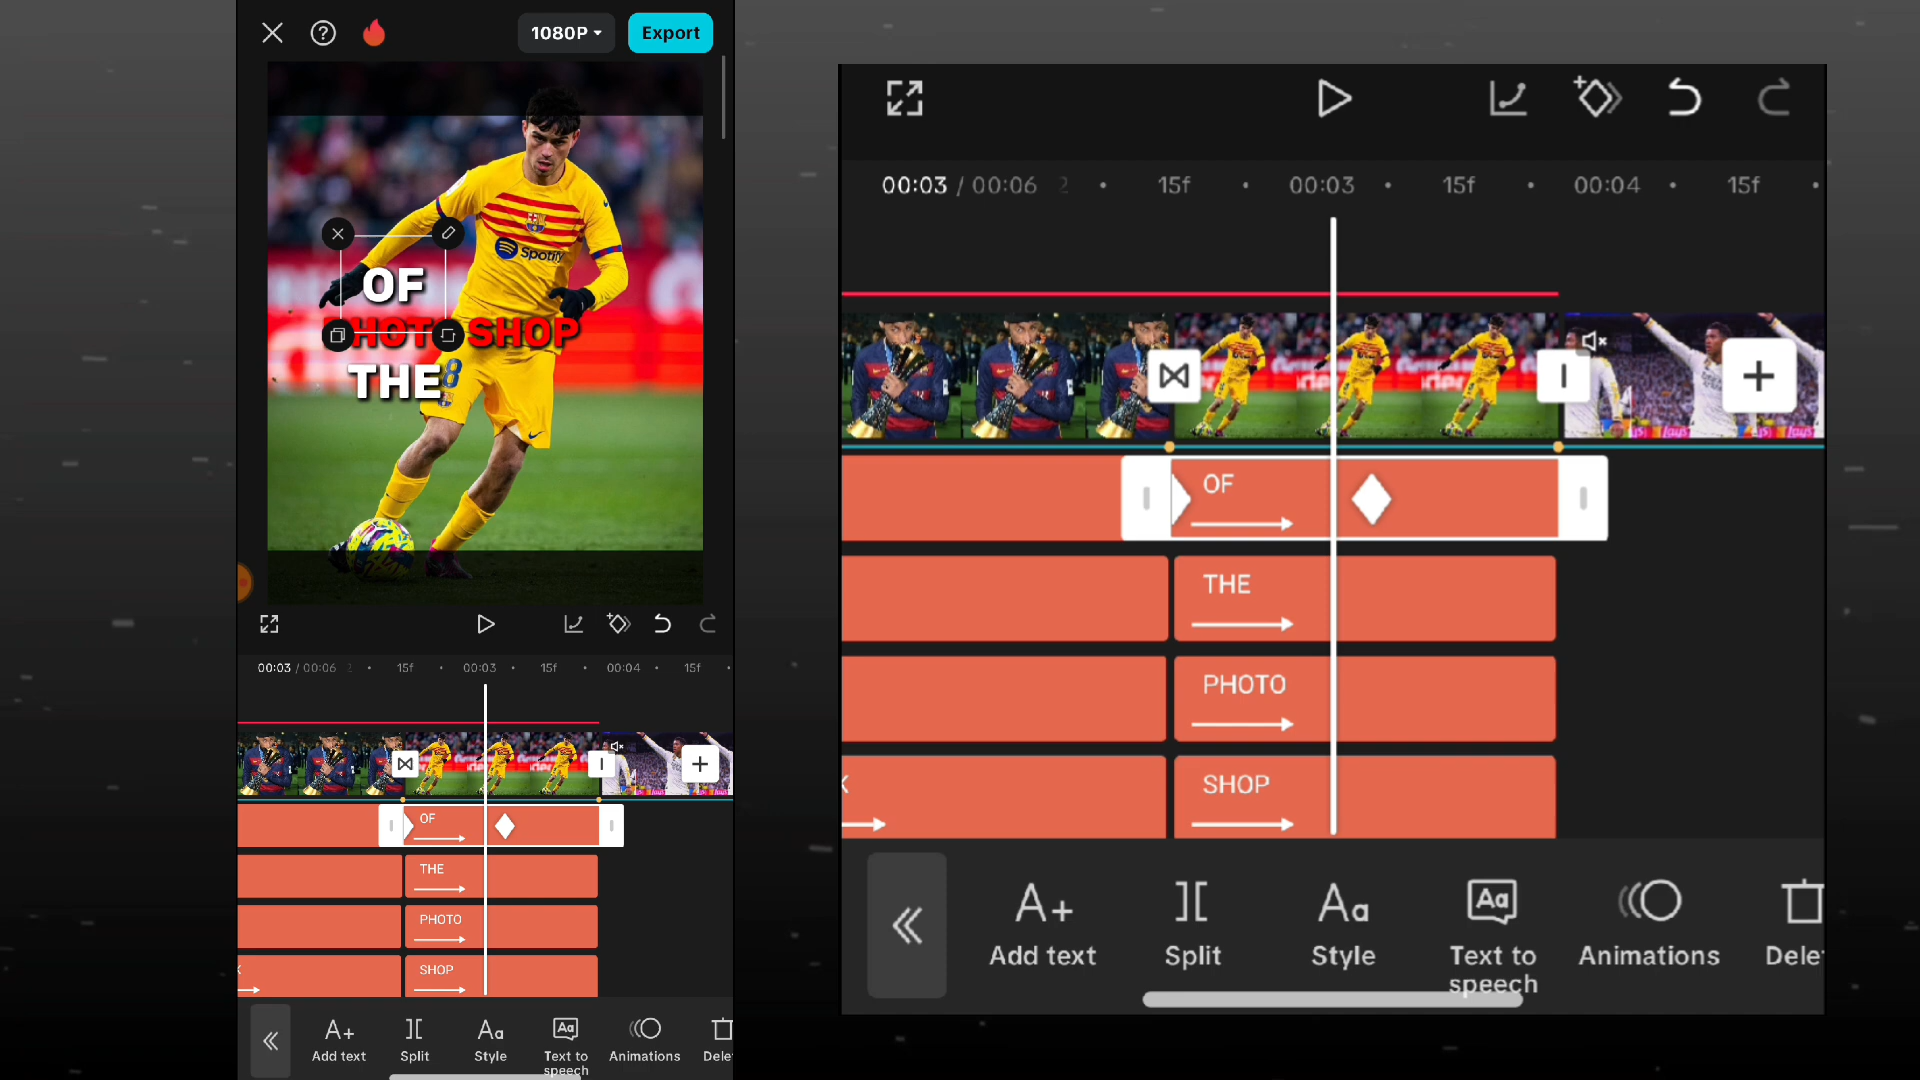 1080P
Export
Spotify
OF
PHOTO SHOP
THE
8
00:03 / 00:06
15f
00:03
15f
00:04
15f
OF
THE
PHOTO
SHOP
Add text
Split
Style
Text to
speech
Animations
Dele
00:03 / 00:06
15f
00:03
15f
00:04
15f
OF
THE
PHOTO
SHOP
Add text
Split
Style
Text to
speech
Animations
Dele